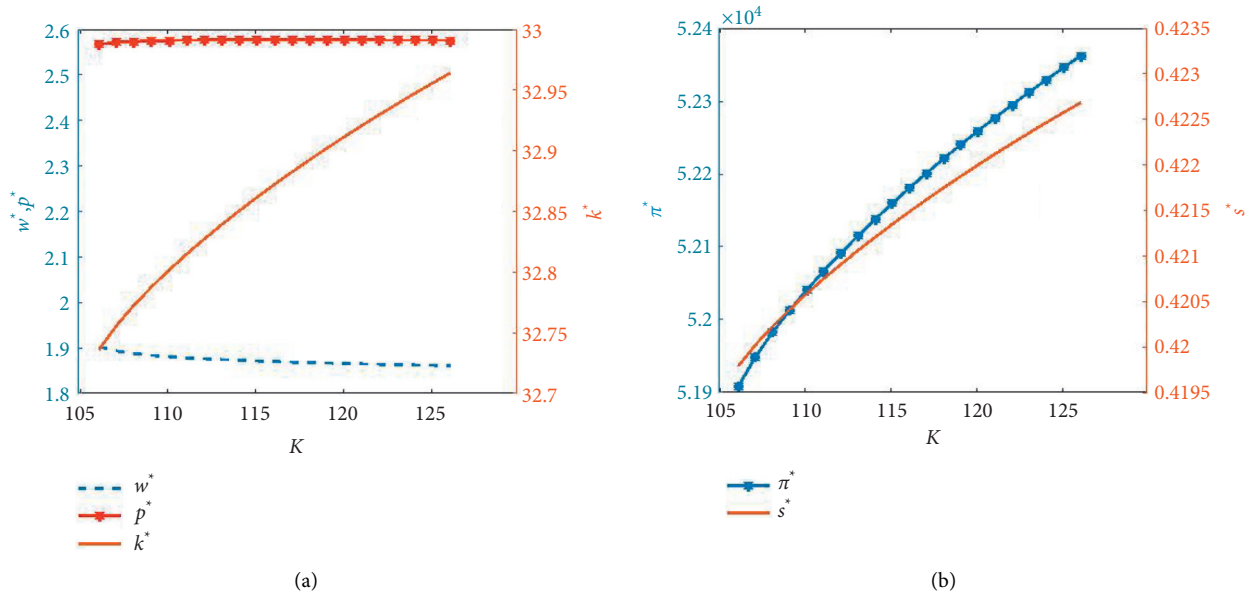 2.6
2.5
2.4
2.3
2.2
2.1
2
1.9
1.8
w*,p*
105 110 115 120 125
K
33
32.95
32.9
32.85
32.8
32.75
32.7
k*
w*
p*
k*
(a)
×10⁴
5.24
5.23
5.22
5.21
5.2
5.19
π*
105 110 115 120 125
K
0.4235
0.423
0.4225
0.422
0.4215
0.421
0.4205
0.42
0.4195
s*
π*
s*
(b)